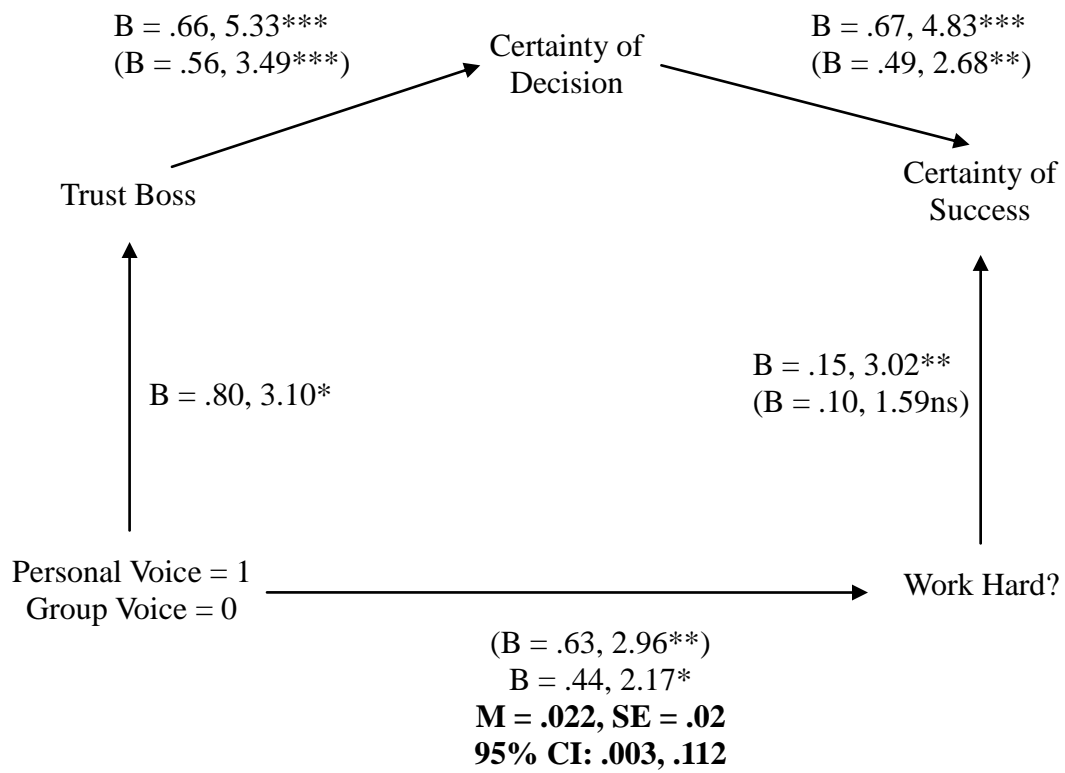 B = .66, 5.33***
(B = .56, 3.49***)
Certainty of
Decision
B = .67, 4.83***
(B = .49, 2.68**)
Trust Boss
Certainty of
Success
B = .80, 3.10*
B = .15, 3.02**
(B = .10, 1.59ns)
Personal Voice = 1
Group Voice = 0
Work Hard?
(B = .63, 2.96**)
B = .44, 2.17*
M = .022, SE = .02
95% CI: .003, .112